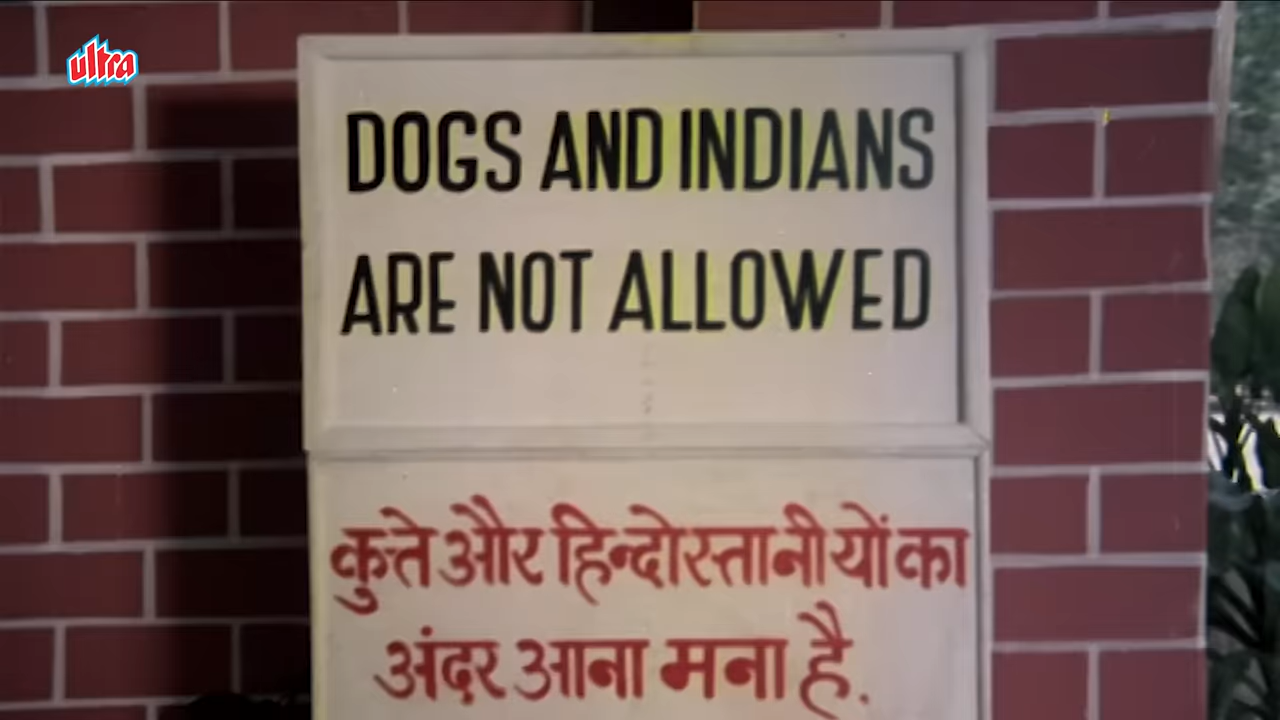 ultra
DOGS AND INDIANS
ARE NOT ALLOWED
कुत्ते और हिन्दोस्तानीयों का
अंदर आना मना है.